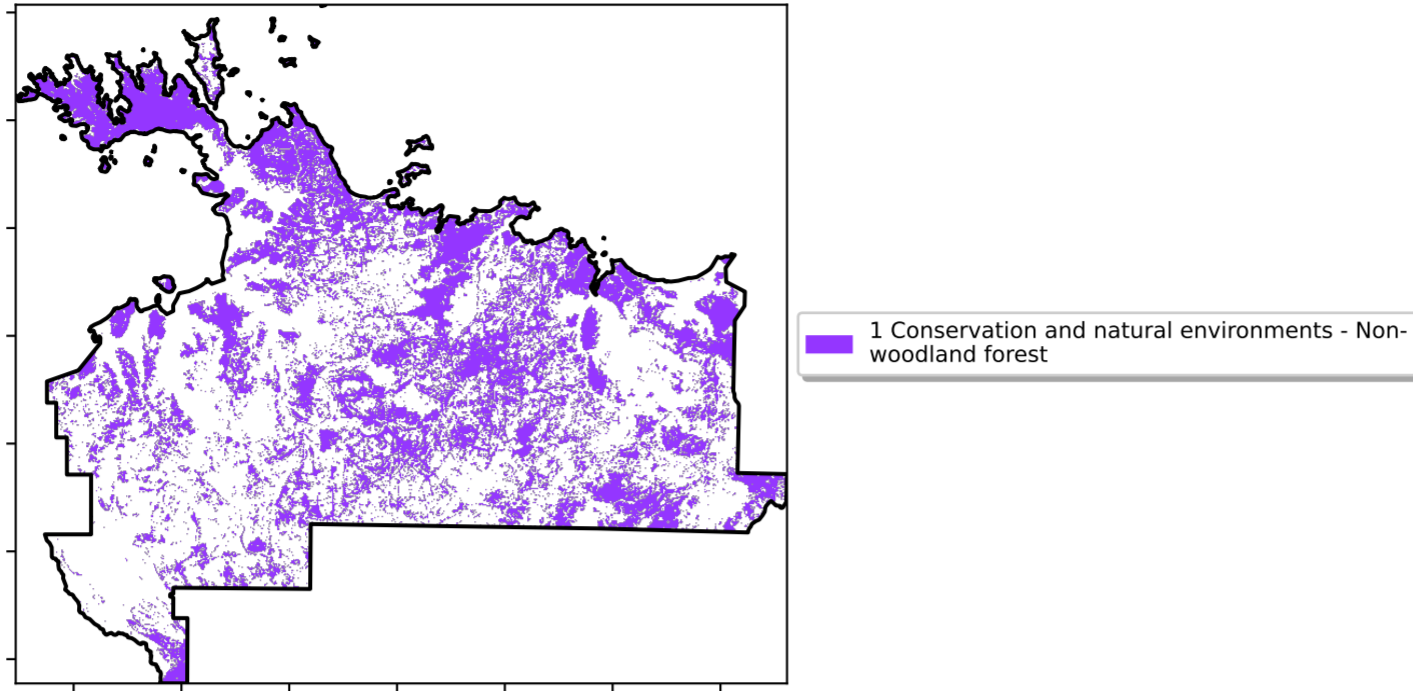 1 Conservation and natural environments - Non-
woodland forest